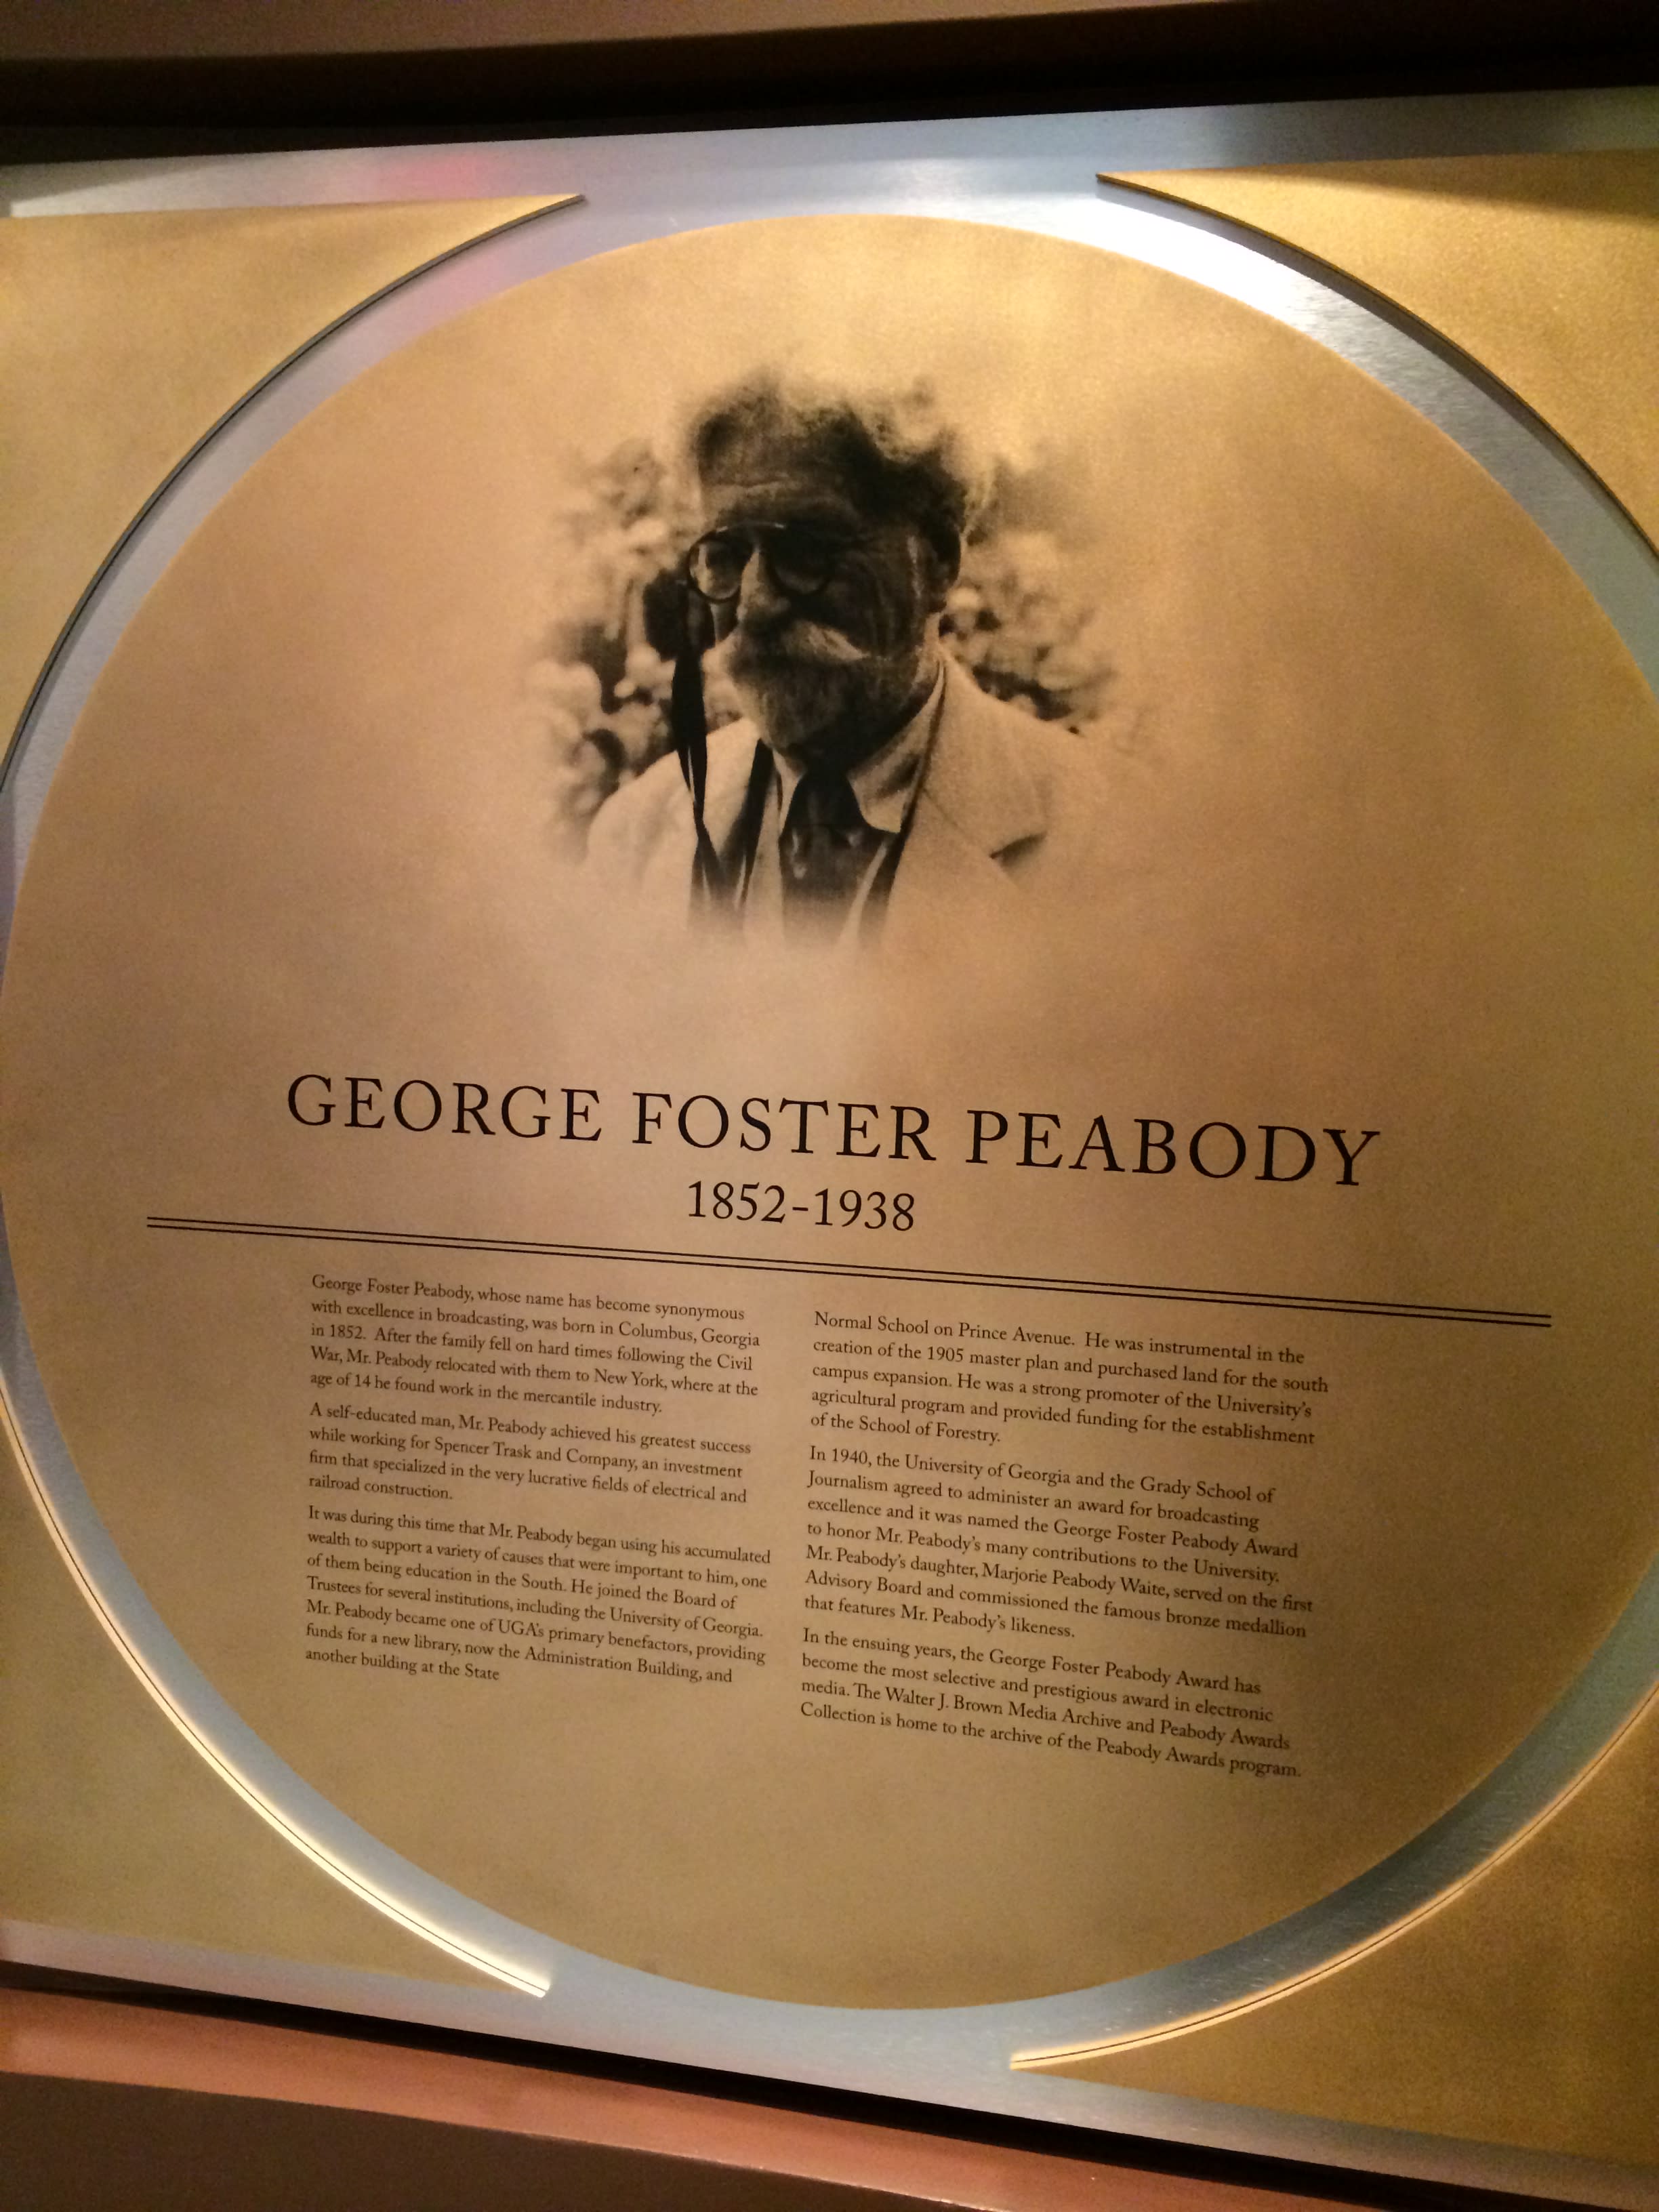 GEORGE FOSTER PEABODY
1852-1938
George Foster Peabody, whose name has become synonymous
with excellence in broadcasting, was born in Columbus, Georgia
in 1852. After the family fell on hard times following the Civil
War, Mr. Peabody relocated with them to New York, where at the
age of 14 he found work in the mercantile industry.
A self-educated man, Mr. Peabody achieved his greatest success
while working for Spencer Trask and Company, an investment
firm that specialized in the very lucrative fields of electrical and
railroad construction.
It was during this time that Mr. Peabody began using his accumulated
wealth to support a variety of causes that were important to him, one
of them being education in the South. He joined the Board of
Trustees for several institutions, including the University of Georgia.
Mr. Peabody became one of UGA's primary benefactors, providing
funds for a new library, now the Administration Building, and
another building at the State
Normal School on Prince Avenue. He was instrumental in the
creation of the 1905 master plan and purchased land for the south
campus expansion. He was a strong promoter of the University's
agricultural program and provided funding for the establishment
of the School of Forestry.
In 1940, the University of Georgia and the Grady School of
Journalism agreed to administer an award for broadcasting
excellence and it was named the George Foster Peabody Award
to honor Mr. Peabody's many contributions to the University.
Mr. Peabody's daughter, Marjorie Peabody Waite, served on the first
Advisory Board and commissioned the famous bronze medallion
that features Mr. Peabody's likeness.
In the ensuing years, the George Foster Peabody Award has
become the most selective and prestigious award in electronic
media. The Walter J. Brown Media Archive and Peabody Awards
Collection is home to the archive of the Peabody Awards program.